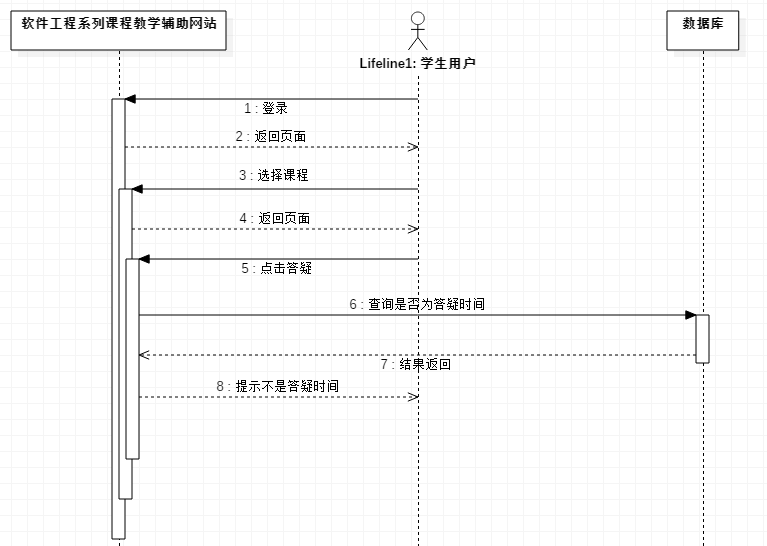 软件工程系列课程教学辅助网站
数据库
Lifeline1: 学生用户
1 : 登录
2 : 返回页面
3 : 选择课程
4 : 返回页面
5 : 点击答疑
6 : 查询是否为答疑时间
7 : 结果返回
8 : 提示不是答疑时间